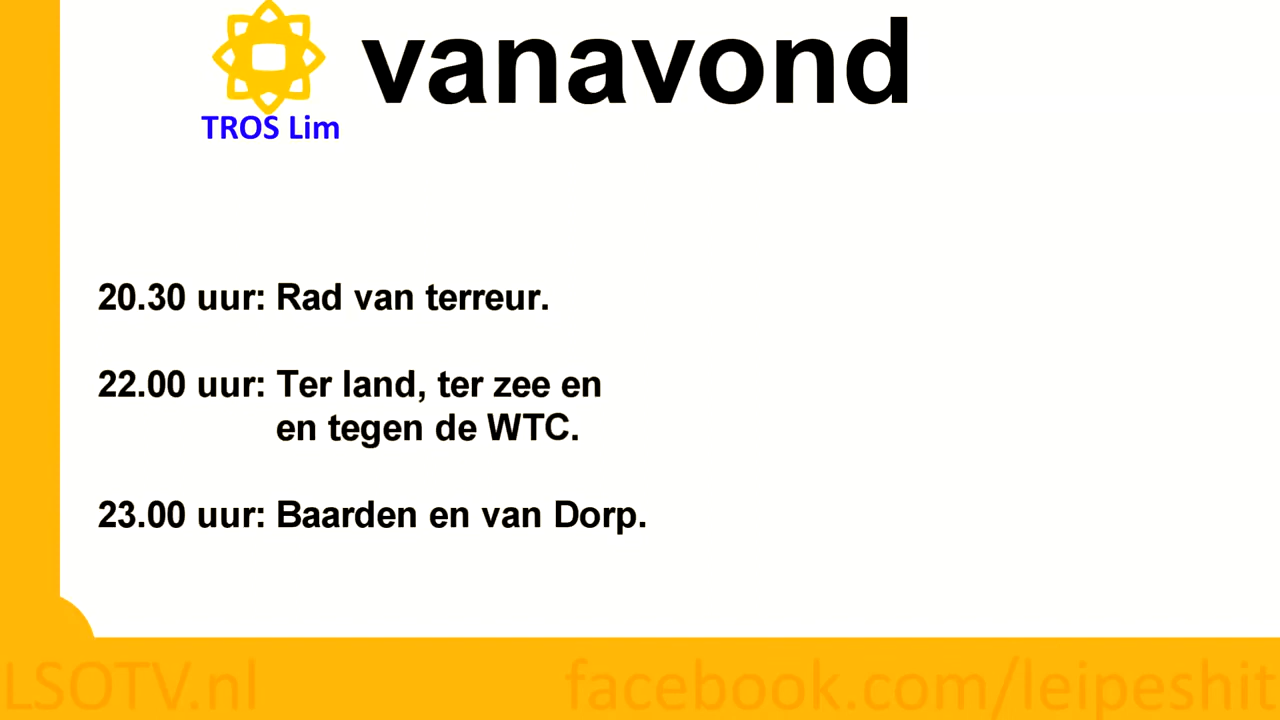 vanavond
TROS Lim
20.30 uur: Rad van terreur.
22.00 uur: Ter land, ter zee en
en tegen de WTC.
23.00 uur: Baarden en van Dorp.
LSOTV.nl
facebook.com/leipeshit